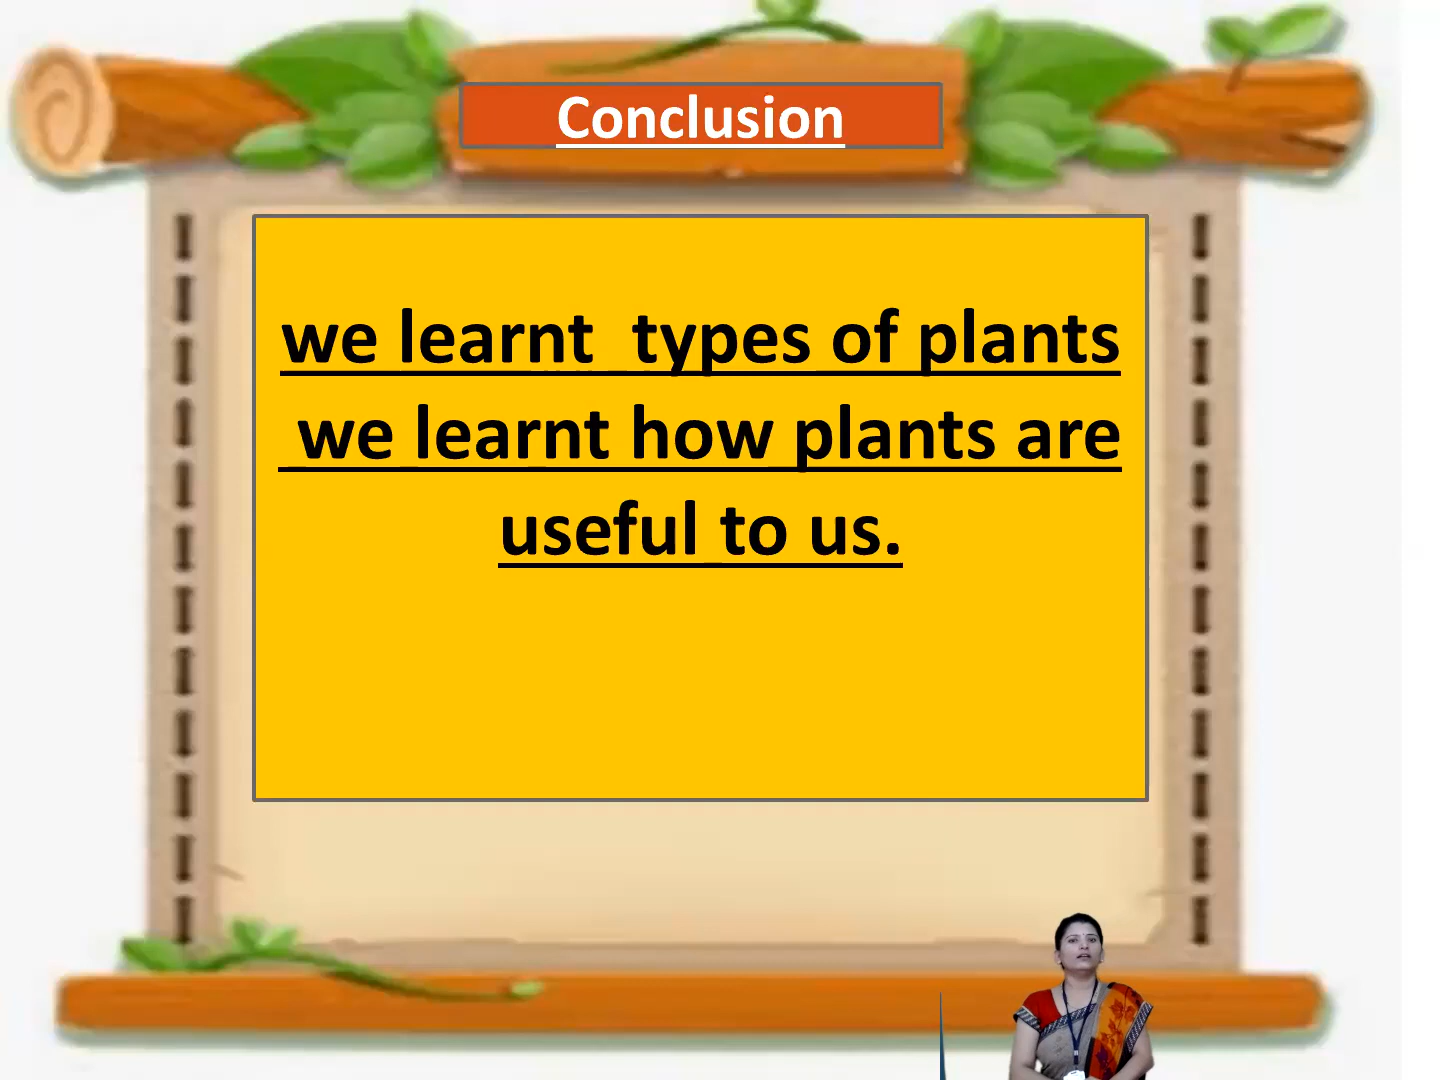 Conclusion
we learnt  types of plants
we learnt how plants are
useful to us.